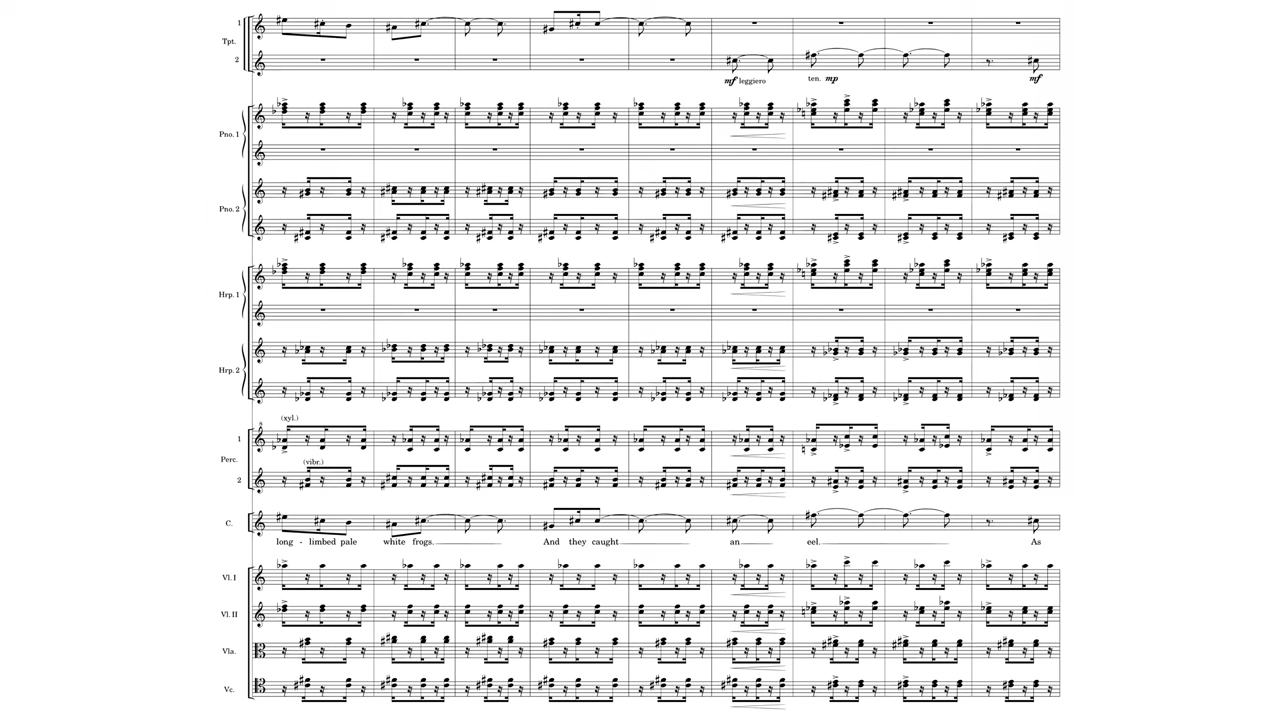 1
Tpt.
2
mf leggiero
ten. mp
mf
Pno. 1
Pno. 2
Hrp. 1
Hrp. 2
(xyl.)
1
Perc.
(vibr.)
2
C.
long - limbed pale white frogs. And they caught an eel. As
Vl. I
Vl. II
Vla.
Vc.